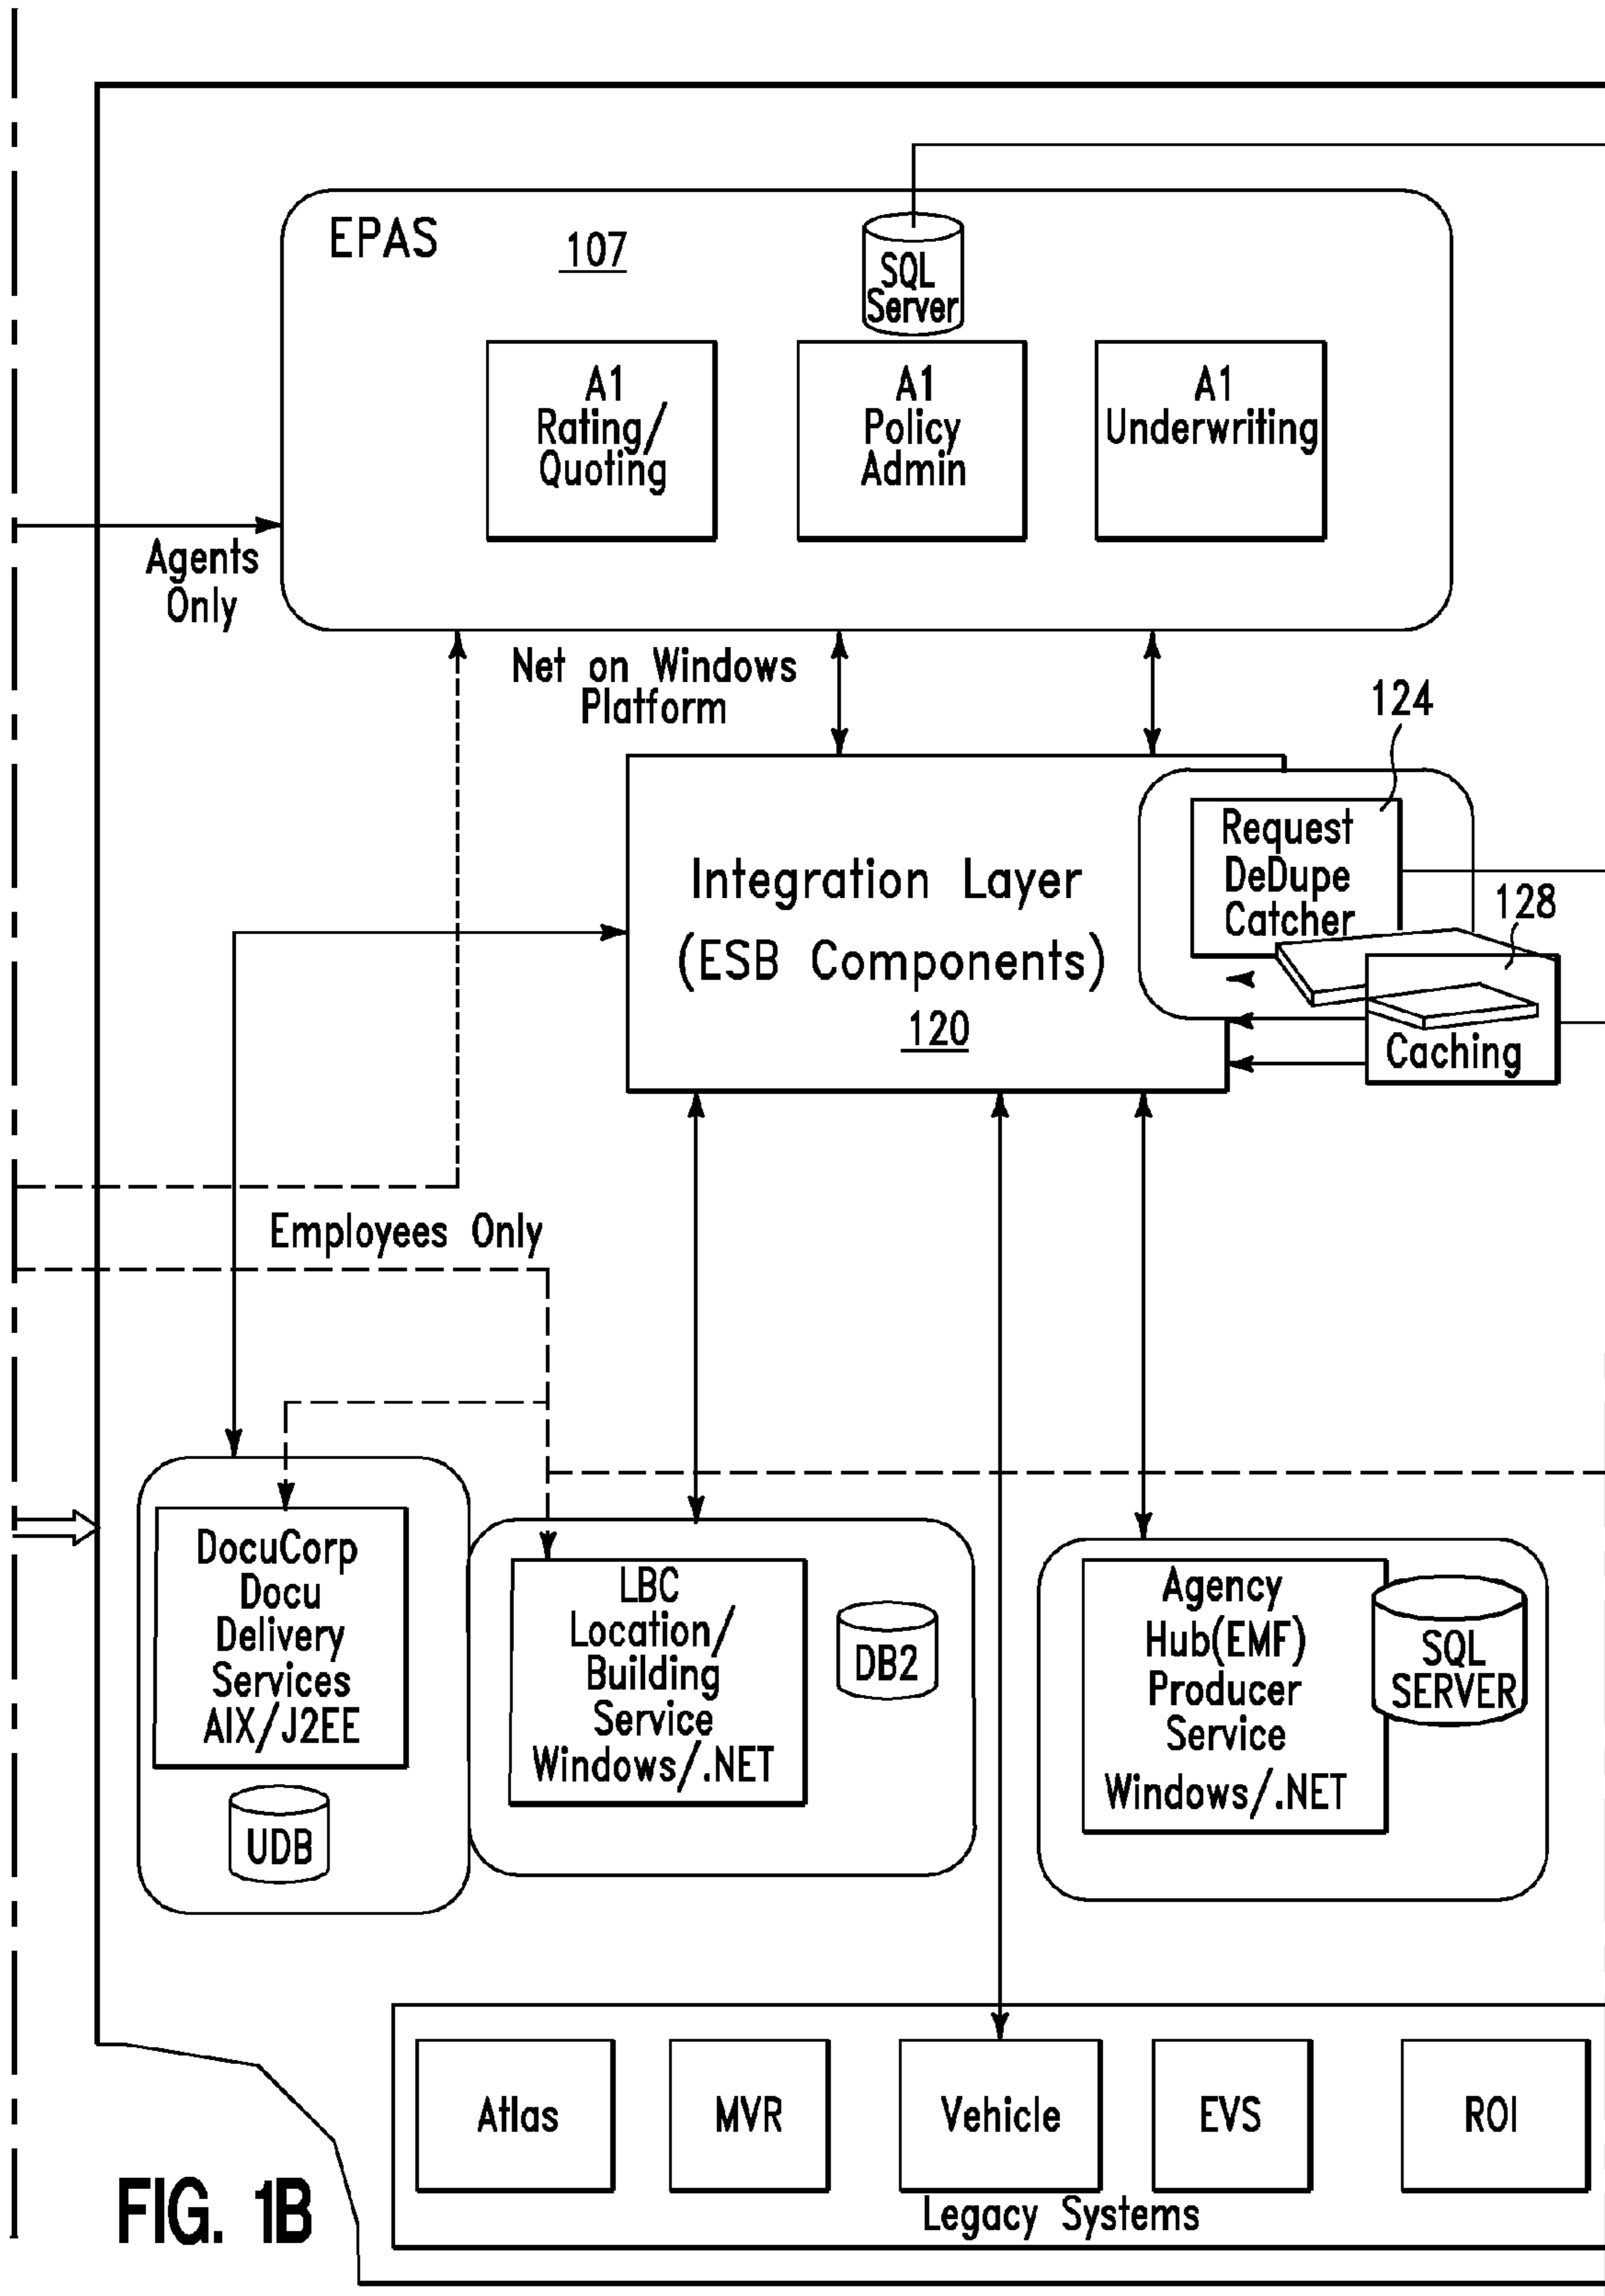 EPAS
107
SQL
Server
A1
Rating/
Quoting
A1
Policy
Admin
A1
Underwriting
Agents
Only
Net on Windows
Platform
124
Request
DeDupe
Catcher
128
Integration Layer
(ESB Components)
120
Caching
Employees Only
DocuCorp
Docu
Delivery
Services
AIX/J2EE
UDB
LBC
Location/
Building
Service
Windows/.NET
DB2
Agency
Hub(EMF)
Producer
Service
Windows/.NET
SQL
SERVER
Atlas
MVR
Vehicle
EVS
ROI
Legacy Systems
FIG. 1B